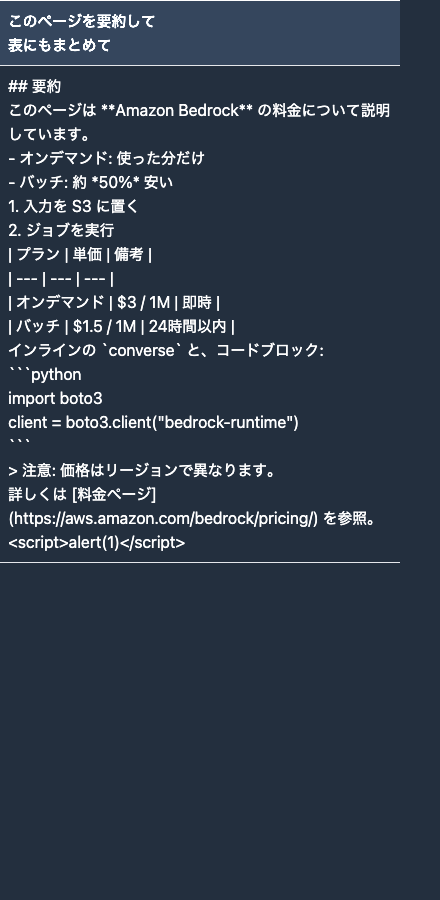 このページを要約して
表にもまとめて
## 要約
このページは **Amazon Bedrock** の料金について説明
しています。
- オンデマンド: 使った分だけ
- バッチ: 約 *50%* 安い
1. 入力を S3 に置く
2. ジョブを実行
| プラン | 単価 | 備考 |
| --- | --- | --- |
| オンデマンド | $3 / 1M | 即時 |
| バッチ | $1.5 / 1M | 24時間以内 |
インラインの `converse` と、コードブロック:
```python
import boto3
client = boto3.client("bedrock-runtime")
```
> 注意: 価格はリージョンで異なります。
詳しくは [料金ページ]
(https://aws.amazon.com/bedrock/pricing/) を参照。
<script>alert(1)</script>